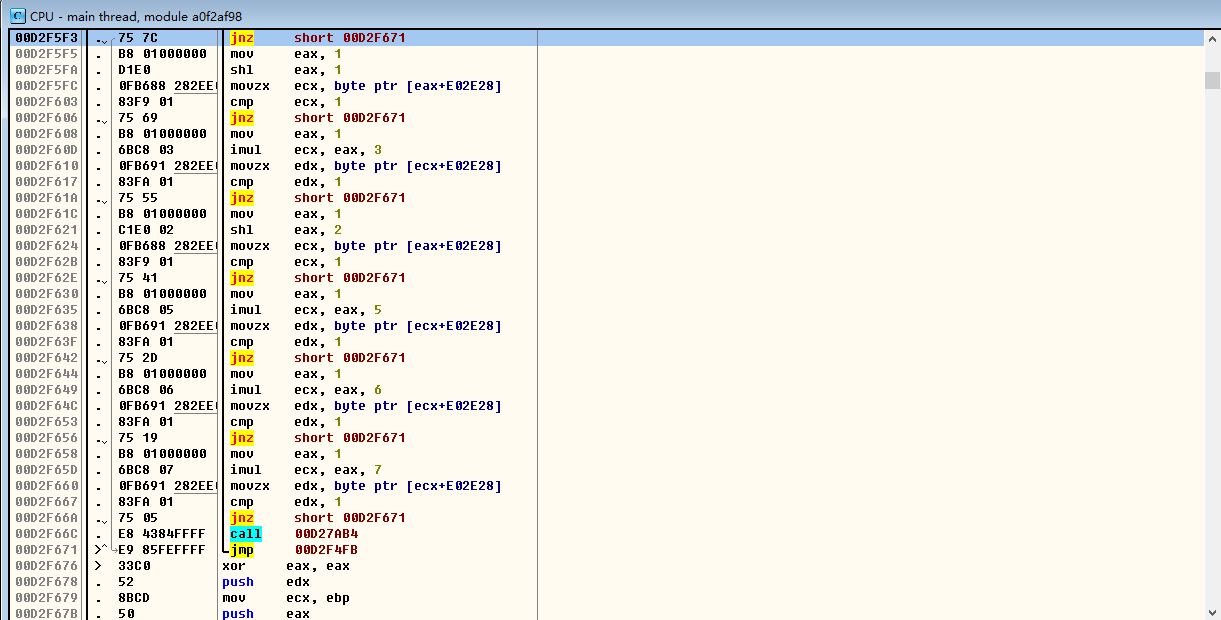 C CPU - main thread, module a0f2af98
00D2F5F3 . 75 7C jnz short 00D2F671
00D2F5F5 . B8 01000000 mov eax, 1
00D2F5FA . D1E0 shl eax, 1
00D2F5FC . 0FB688 282EE movzx ecx, byte ptr [eax+E02E28]
00D2F603 . 83F9 01 cmp ecx, 1
00D2F606 . 75 69 jnz short 00D2F671
00D2F608 . B8 01000000 mov eax, 1
00D2F60D . 6BC8 03 imul ecx, eax, 3
00D2F610 . 0FB691 282EE movzx edx, byte ptr [ecx+E02E28]
00D2F617 . 83FA 01 cmp edx, 1
00D2F61A . 75 55 jnz short 00D2F671
00D2F61C . B8 01000000 mov eax, 1
00D2F621 . C1E0 02 shl eax, 2
00D2F624 . 0FB688 282EE movzx ecx, byte ptr [eax+E02E28]
00D2F62B . 83F9 01 cmp ecx, 1
00D2F62E . 75 41 jnz short 00D2F671
00D2F630 . B8 01000000 mov eax, 1
00D2F635 . 6BC8 05 imul ecx, eax, 5
00D2F638 . 0FB691 282EE movzx edx, byte ptr [ecx+E02E28]
00D2F63F . 83FA 01 cmp edx, 1
00D2F642 . 75 2D jnz short 00D2F671
00D2F644 . B8 01000000 mov eax, 1
00D2F649 . 6BC8 06 imul ecx, eax, 6
00D2F64C . 0FB691 282EE movzx edx, byte ptr [ecx+E02E28]
00D2F653 . 83FA 01 cmp edx, 1
00D2F656 . 75 19 jnz short 00D2F671
00D2F658 . B8 01000000 mov eax, 1
00D2F65D . 6BC8 07 imul ecx, eax, 7
00D2F660 . 0FB691 282EE movzx edx, byte ptr [ecx+E02E28]
00D2F667 . 83FA 01 cmp edx, 1
00D2F66A . 75 05 jnz short 00D2F671
00D2F66C . E8 4384FFFF call 00D27AB4
00D2F671 >^ E9 85FEFFFF jmp 00D2F4FB
00D2F676 > 33C0 xor eax, eax
00D2F678 . 52 push edx
00D2F679 . 8BCD mov ecx, ebp
00D2F67B . 50 push eax